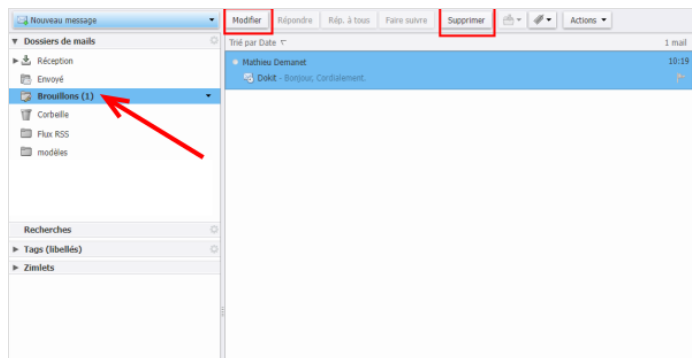 Nouveau message
Modifier Répondre Rép. à tous Faire suivre Supprimer Actions
Dossiers de mails
Trié par Date 1 mail
Réception
Mathieu Demanet 10:19
Envoyé
Dokit - Bonjour, Cordialement.
Brouillons (1)
Corbeille
Flux RSS
modèles
Recherches
Tags (libellés)
Zimlets